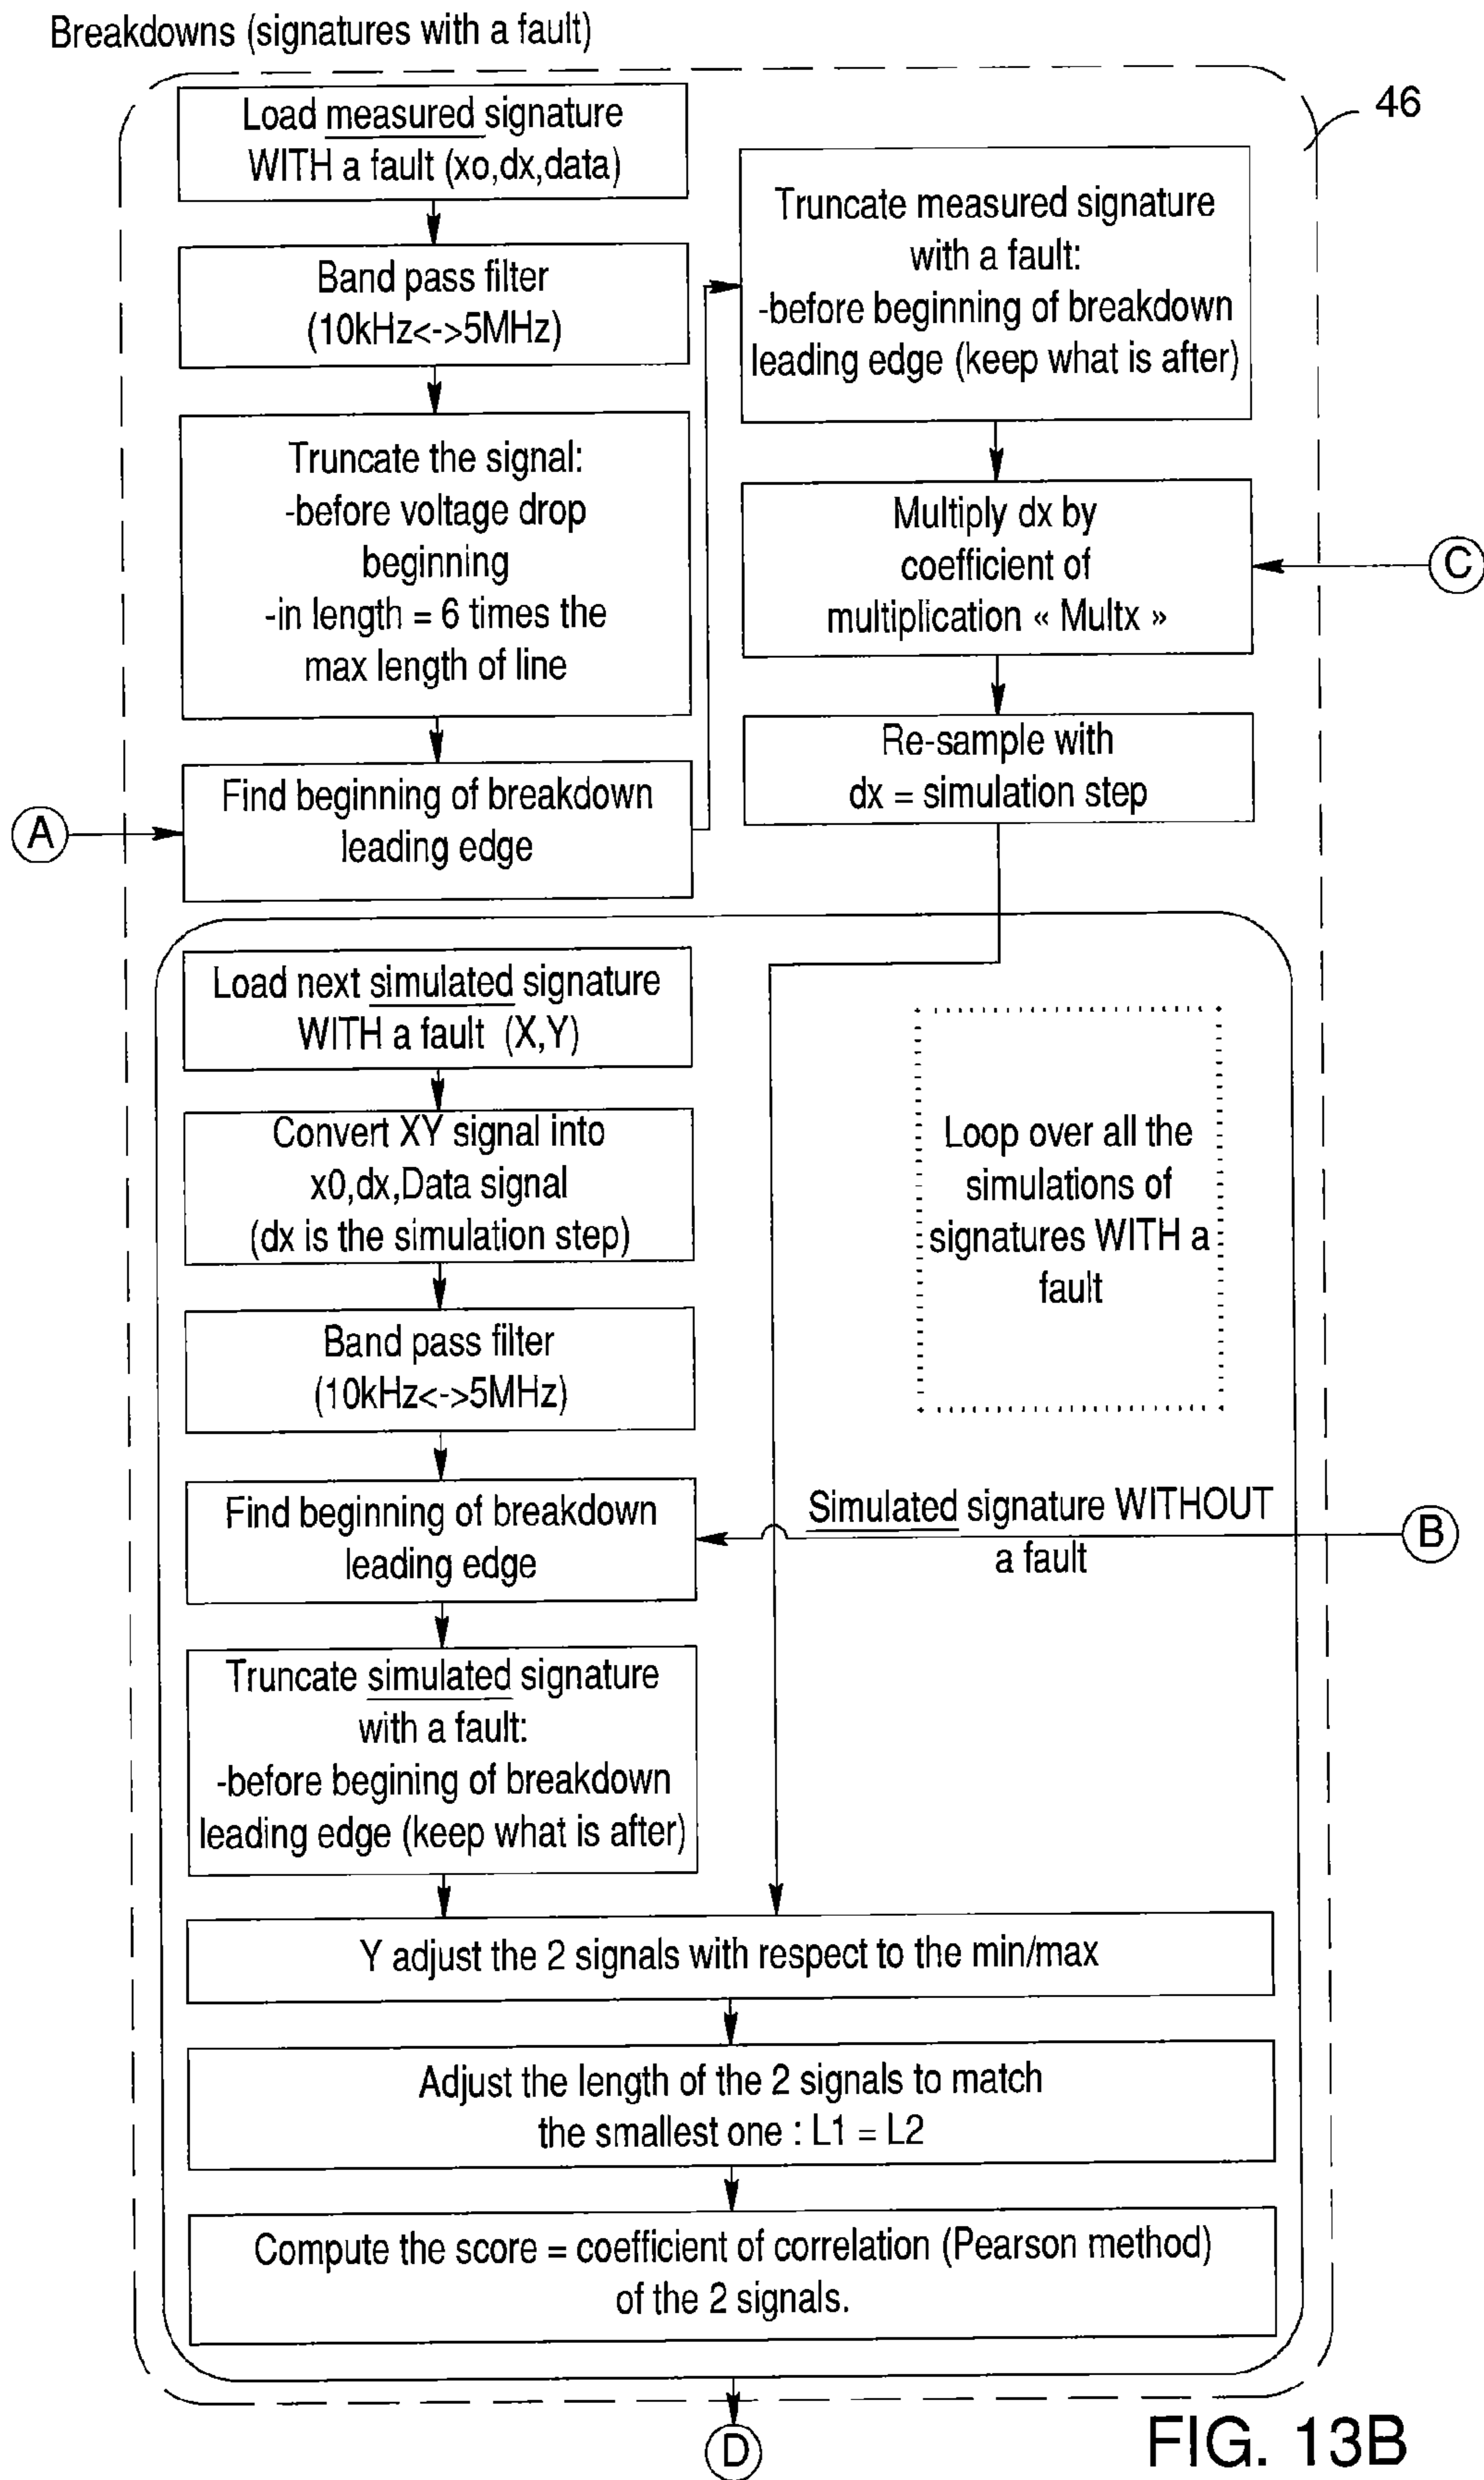 Breakdowns (signatures with a fault)
46
Load measured signature
WITH a fault (xo,dx,data)
Band pass filter
(10kHz<->5MHz)
Truncate the signal:
-before voltage drop
beginning
-in length = 6 times the
max length of line
A
Find beginning of breakdown
leading edge
Truncate measured signature
with a fault:
-before beginning of breakdown
leading edge (keep what is after)
Multiply dx by
coefficient of
multiplication « Multx »
C
Re-sample with
dx = simulation step
Load next simulated signature
WITH a fault (X,Y)
Convert XY signal into
x0,dx,Data signal
(dx is the simulation step)
Band pass filter
(10kHz<->5MHz)
Find beginning of breakdown
leading edge
Loop over all the
simulations of
signatures WITH a
fault
Simulated signature WITHOUT
a fault
B
Truncate simulated signature
with a fault:
-before begining of breakdown
leading edge (keep what is after)
Y adjust the 2 signals with respect to the min/max
Adjust the length of the 2 signals to match
the smallest one : L1 = L2
Compute the score = coefficient of correlation (Pearson method)
of the 2 signals.
D
FIG. 13B